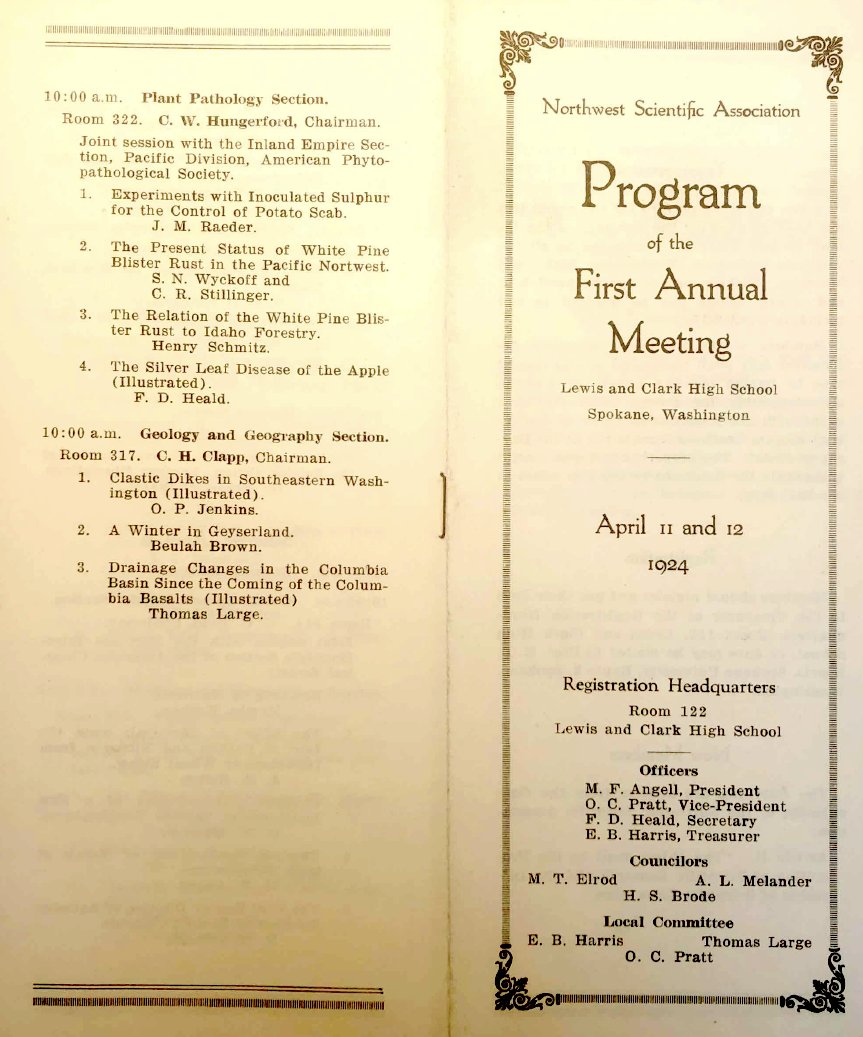 10:00 a.m. Plant Pathology Section.
Room 322. C. W. Hungerford, Chairman.
Joint session with the Inland Empire Sec-
tion, Pacific Division, American Phyto-
pathological Society.
1. Experiments with Inoculated Sulphur
for the Control of Potato Scab.
J. M. Raeder.
2. The Present Status of White Pine
Blister Rust in the Pacific Nortwest.
S. N. Wyckoff and
C. R. Stillinger.
3. The Relation of the White Pine Blis-
ter Rust to Idaho Forestry.
Henry Schmitz.
4. The Silver Leaf Disease of the Apple
(Illustrated).
F. D. Heald.
10:00 a.m. Geology and Geography Section.
Room 317. C. H. Clapp, Chairman.
1. Clastic Dikes in Southeastern Wash-
ington (Illustrated).
O. P. Jenkins.
2. A Winter in Geyserland.
Beulah Brown.
3. Drainage Changes in the Columbia
Basin Since the Coming of the Colum-
bia Basalts (Illustrated)
Thomas Large.
Northwest Scientific Association
Program
of the
First Annual
Meeting
Lewis and Clark High School
Spokane, Washington
April 11 and 12
1924
Registration Headquarters
Room 122
Lewis and Clark High School
Officers
M. F. Angell, President
O. C. Pratt, Vice-President
F. D. Heald, Secretary
E. B. Harris, Treasurer
Councilors
M. T. Elrod A. L. Melander
H. S. Brode
Local Committee
E. B. Harris Thomas Large
O. C. Pratt